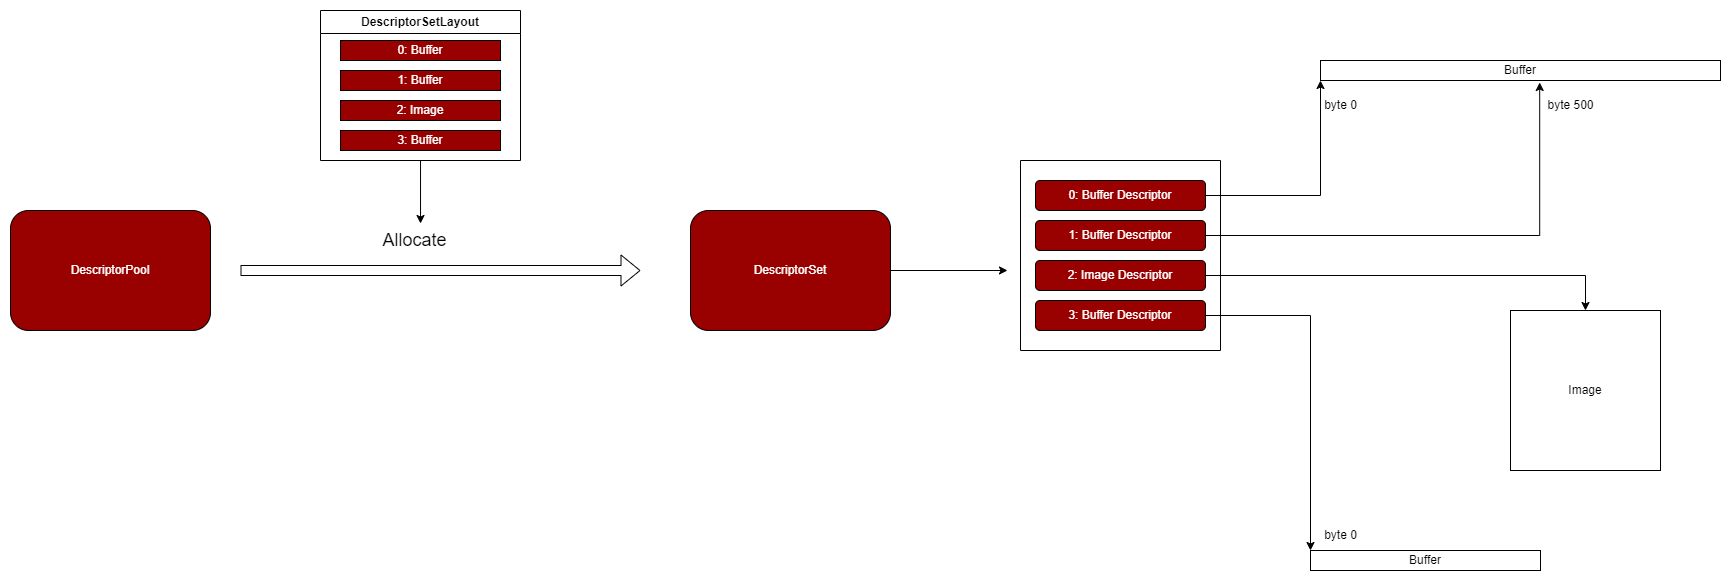 DescriptorSetLayout
0: Buffer
1: Buffer
2: Image
3: Buffer
Allocate
DescriptorPool
DescriptorSet
0: Buffer Descriptor
1: Buffer Descriptor
2: Image Descriptor
3: Buffer Descriptor
Buffer
byte 0
byte 500
Image
byte 0
Buffer